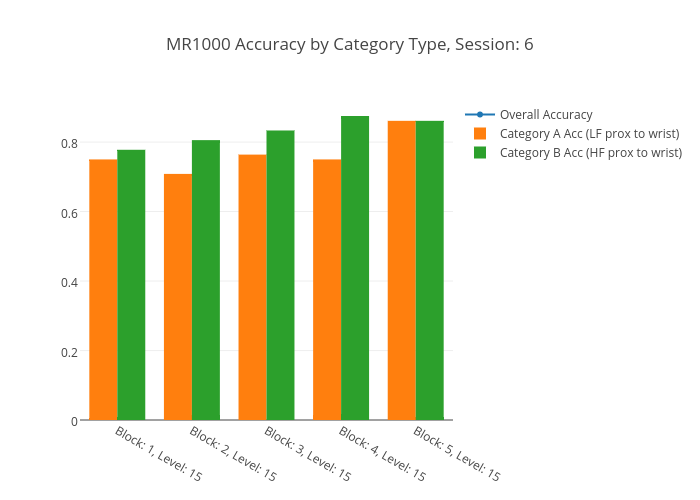 MR1000 Accuracy by Category Type, Session: 6
Overall Accuracy
Category A Acc (LF prox to wrist)
Category B Acc (HF prox to wrist)
0.8
0.6
0.4
0.2
0
Block: 1, Level: 15
Block: 2, Level: 15
Block: 3, Level: 15
Block: 4, Level: 15
Block: 5, Level: 15